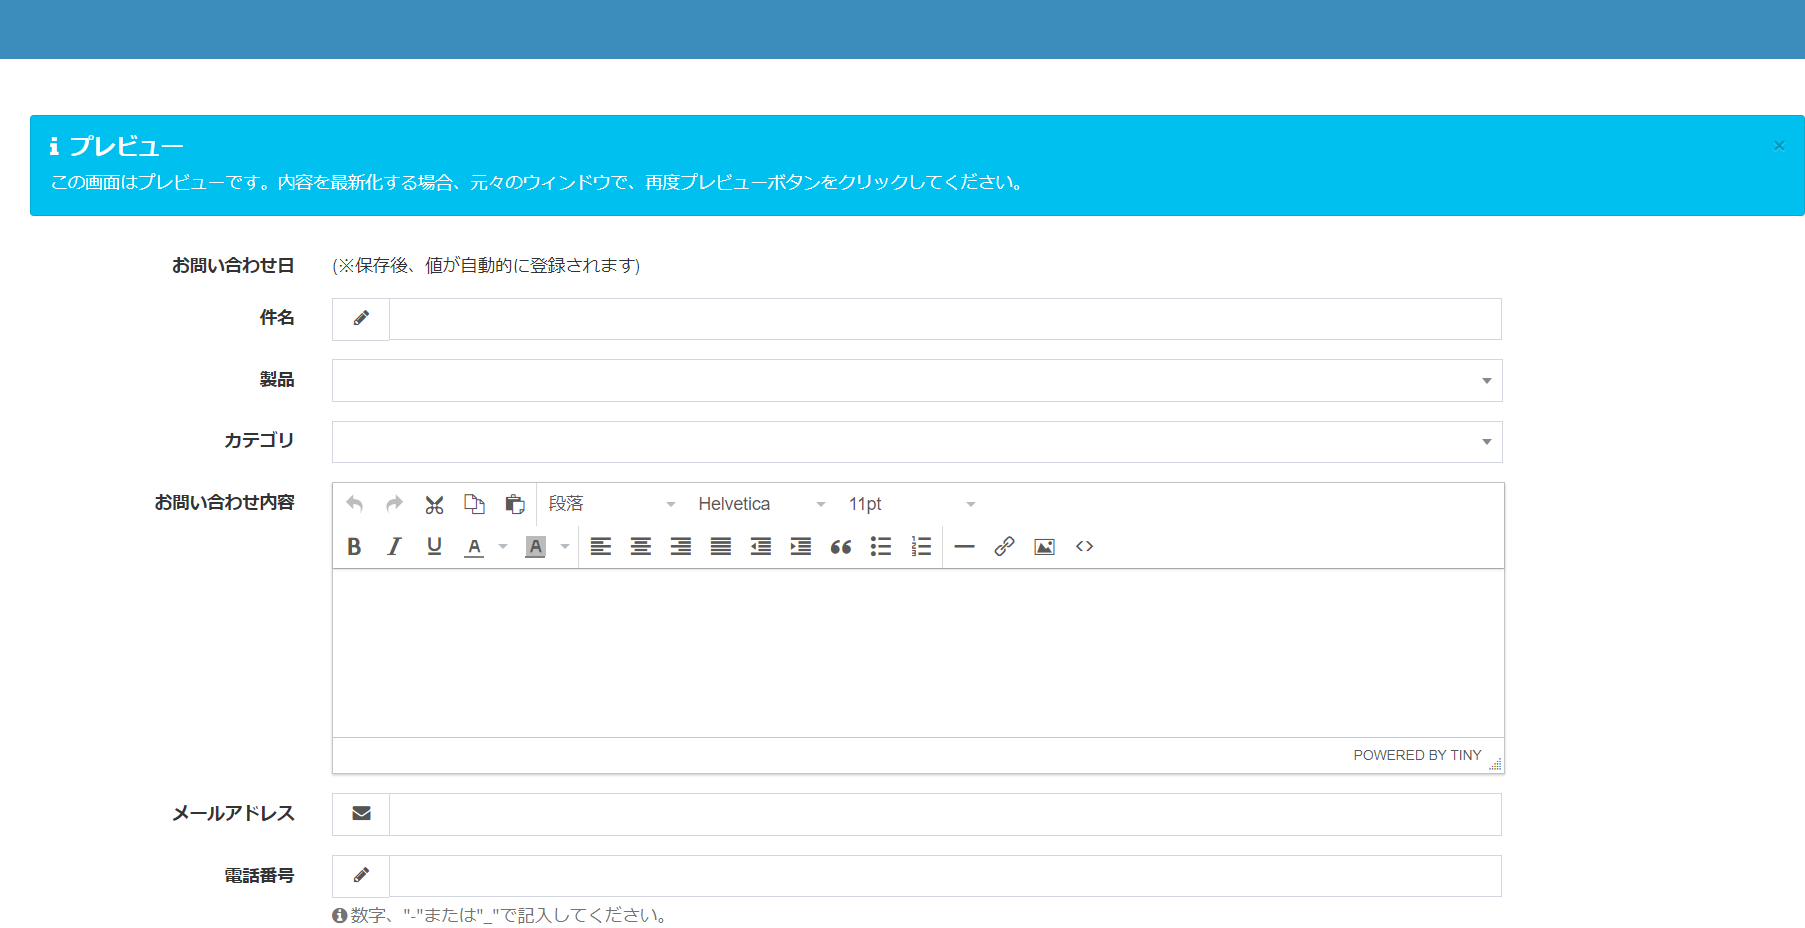 プレビュー
×
この画面はプレビューです。内容を最新化する場合、元々のウィンドウで、再度プレビューボタンをクリックしてください。
お問い合わせ日 (※保存後、値が自動的に登録されます)
件名
製品
カテゴリ
お問い合わせ内容
段落 Helvetica 11pt
B I U A A
POWERED BY TINY
メールアドレス
電話番号
数字、"-"または"_"で記入してください。